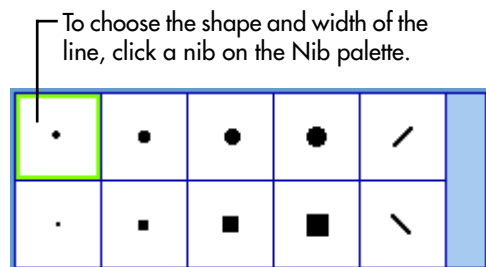 To choose the shape and width of the
line, click a nib on the Nib palette.